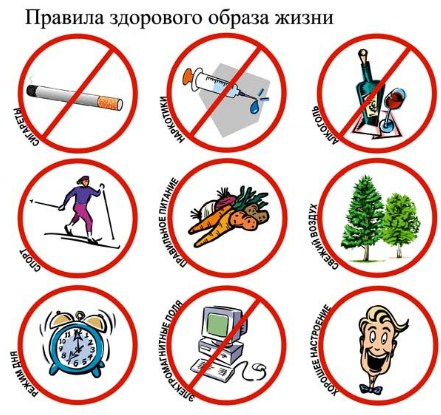 Правила здорового образа жизни
СИГАРЕТЫ
НАРКОТИКИ
АЛКОГОЛЬ
СПОРТ
ПРАВИЛЬНОЕ ПИТАНИЕ
СВЕЖИЙ ВОЗДУХ
РЕЖИМ ДНЯ
ЭЛЕКТРОМАГНИТНЫЕ ПОЛЯ
ХОРОШЕЕ НАСТРОЕНИЕ